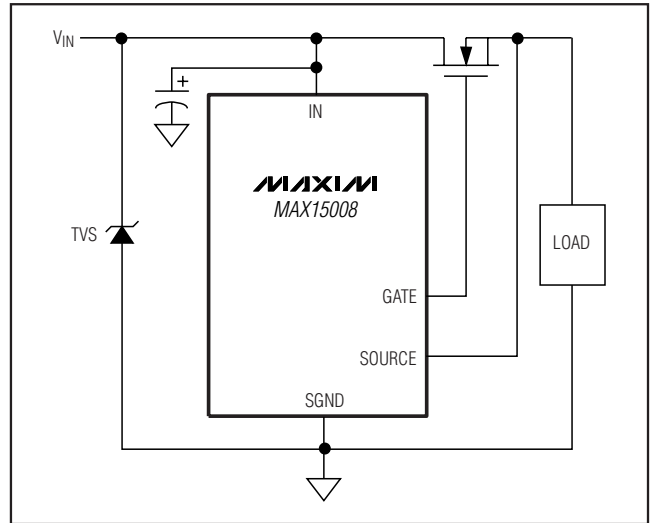 VIN
+
IN
MAXIM
MAX15008
TVS
LOAD
GATE
SOURCE
SGND